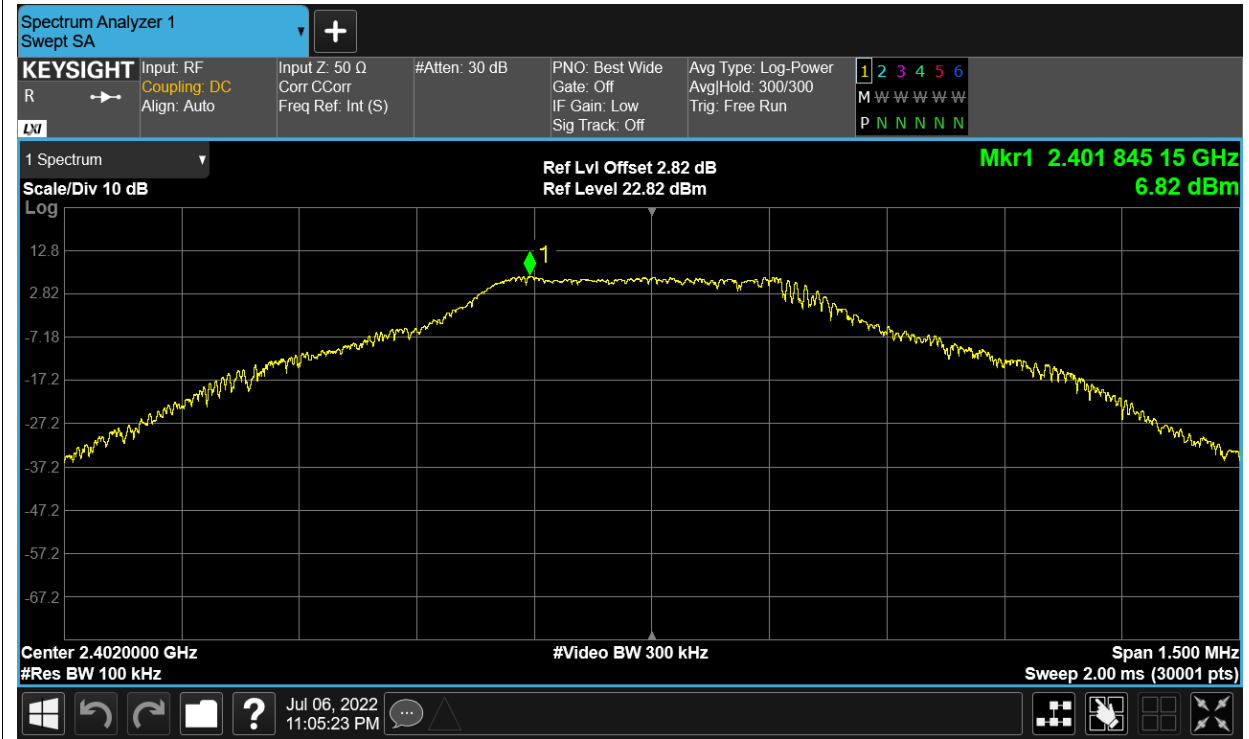 Spectrum Analyzer 1
Swept SA
KEYSIGHT
R
LXI
Input: RF
Coupling: DC
Align: Auto
Input Z: 50 Ω
Corr CCorr
Freq Ref: Int (S)
#Atten: 30 dB
PNO: Best Wide
Gate: Off
IF Gain: Low
Sig Track: Off
Avg Type: Log-Power
Avg|Hold: 300/300
Trig: Free Run
1 2 3 4 5 6
M W W W W W
P N N N N N
1 Spectrum
Scale/Div 10 dB
Log
Ref Lvl Offset 2.82 dB
Ref Level 22.82 dBm
Mkr1 2.401 845 15 GHz
6.82 dBm
1
12.8
2.82
-7.18
-17.2
-27.2
-37.2
-47.2
-57.2
-67.2
Center 2.4020000 GHz
#Video BW 300 kHz
Span 1.500 MHz
#Res BW 100 kHz
Sweep 2.00 ms (30001 pts)
?
Jul 06, 2022
11:05:23 PM